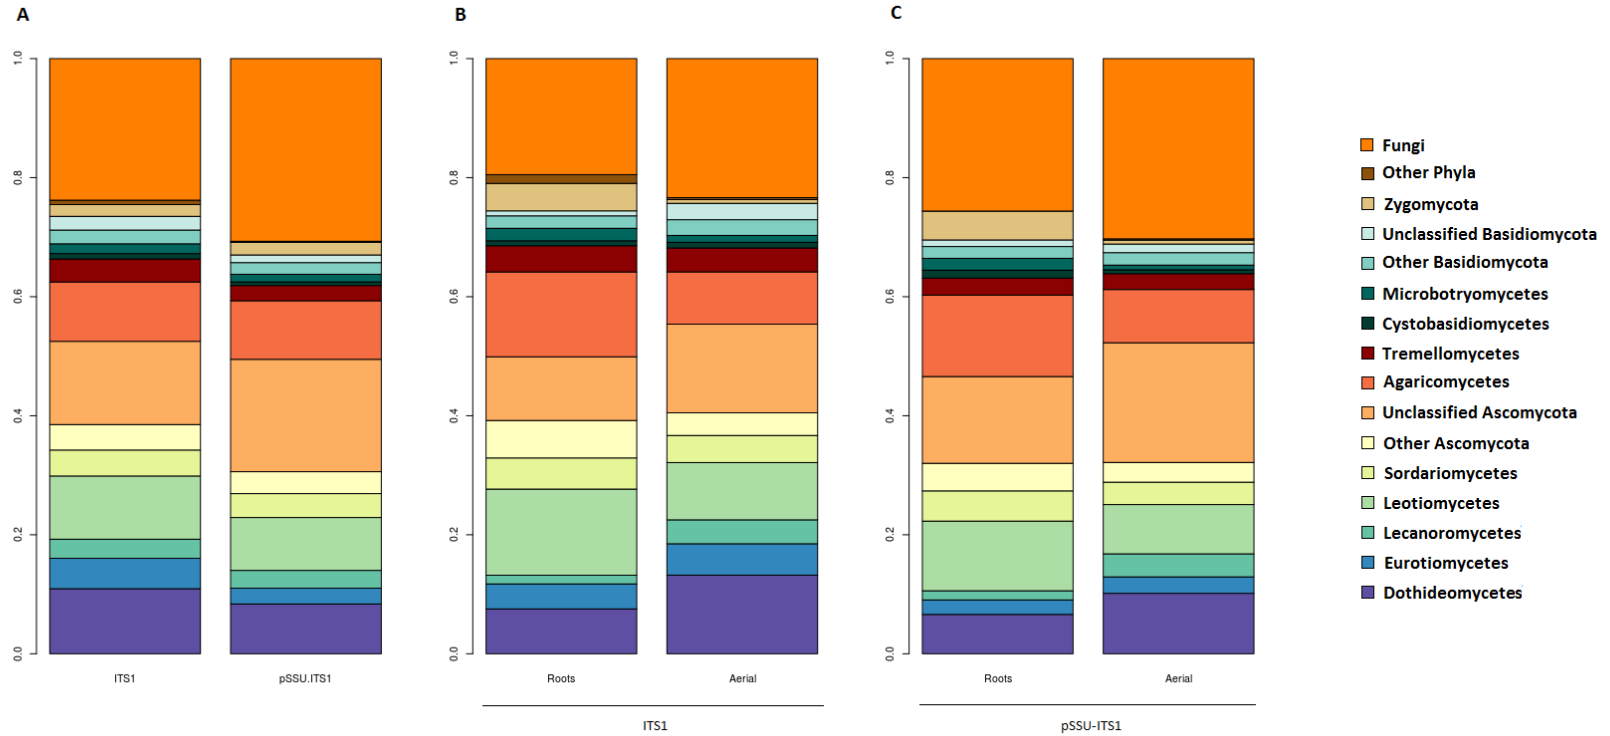 A
B
C
1.0
0.8
0.6
0.4
0.2
0.0
ITS1
pSSU.ITS1
1.0
0.8
0.6
0.4
0.2
0.0
Roots
Aerial
ITS1
1.0
0.8
0.6
0.4
0.2
0.0
Roots
Aerial
pSSU-ITS1
Fungi
Other Phyla
Zygomycota
Unclassified Basidiomycota
Other Basidiomycota
Microbotryomycetes
Cystobasidiomycetes
Tremellomycetes
Agaricomycetes
Unclassified Ascomycota
Other Ascomycota
Sordariomycetes
Leotiomycetes
Lecanoromycetes
Eurotiomycetes
Dothideomycetes